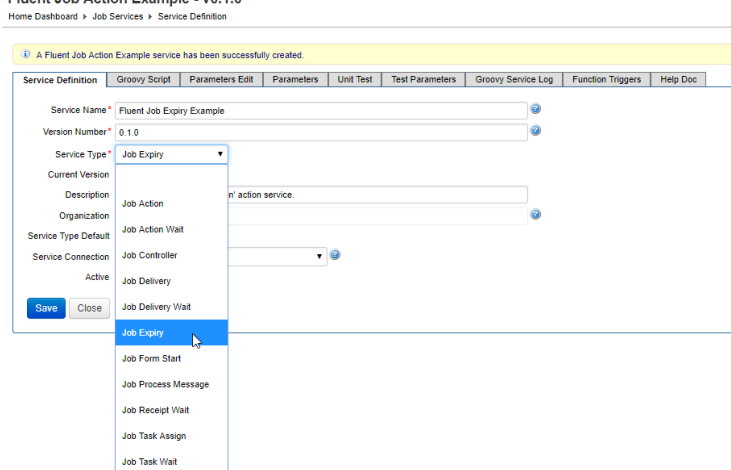 Fluent Job Action Example - v0.1.0
Home Dashboard ▸ Job Services ▸ Service Definition
A Fluent Job Action Example service has been successfully created.
Service Definition Groovy Script Parameters Edit Parameters Unit Test Test Parameters Groovy Service Log Function Triggers Help Doc
Service Name* Fluent Job Expiry Example
Version Number* 0.1.0
Service Type* Job Expiry
Current Version
Description n' action service.
Job Action
Organization
Job Action Wait
Service Type Default
Service Connection Job Controller
Active Job Delivery
Save Close Job Delivery Wait
Job Expiry
Job Form Start
Job Process Message
Job Receipt Wait
Job Task Assign
Job Task Wait